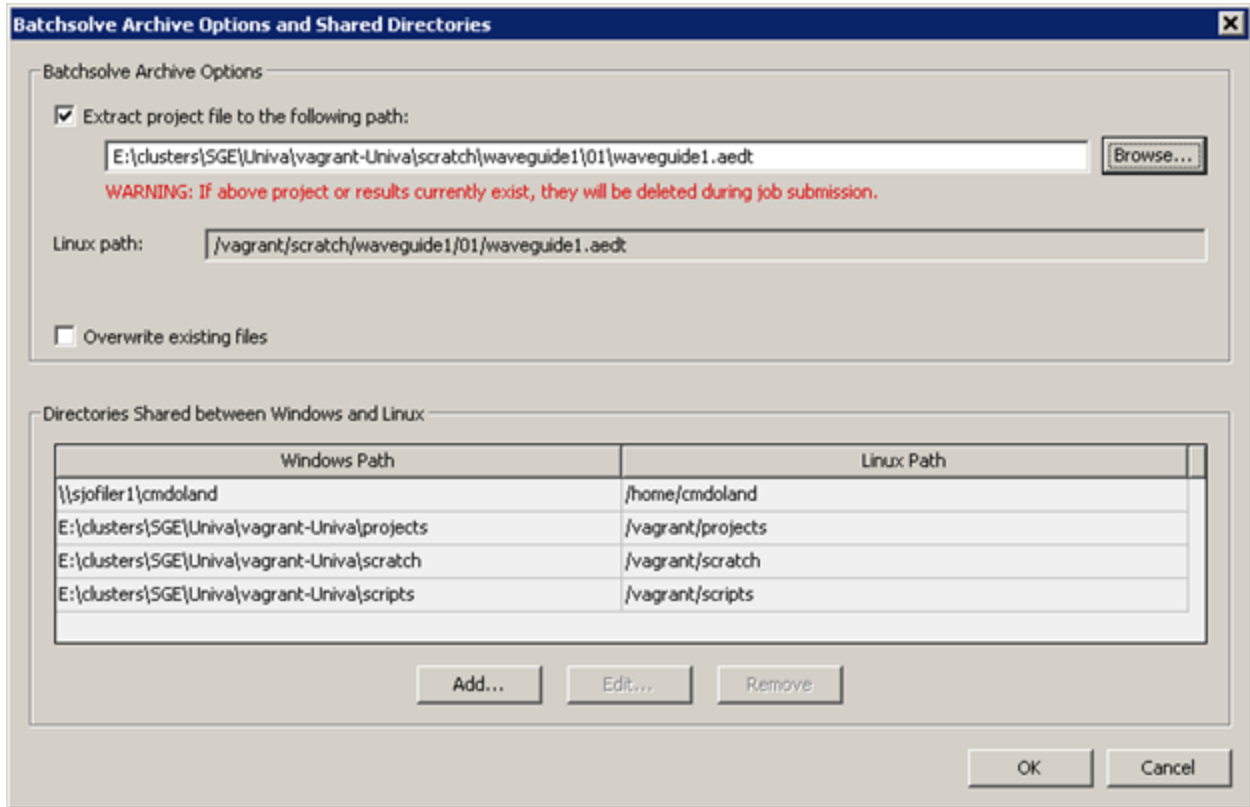 Batchsolve Archive Options and Shared Directories
Batchsolve Archive Options
Extract project file to the following path:
E:\clusters\SGE\Univa\vagrant-Univa\scratch\waveguide1\01\waveguide1.aedt
Browse...
WARNING: If above project or results currently exist, they will be deleted during job submission.
Linux path: /vagrant/scratch/waveguide1/01/waveguide1.aedt
Overwrite existing files
Directories Shared between Windows and Linux
Windows Path Linux Path
\\sjofiler1\cmdoland /home/cmdoland
E:\clusters\SGE\Univa\vagrant-Univa\projects /vagrant/projects
E:\clusters\SGE\Univa\vagrant-Univa\scratch /vagrant/scratch
E:\clusters\SGE\Univa\vagrant-Univa\scripts /vagrant/scripts
Add... Edit... Remove
OK Cancel